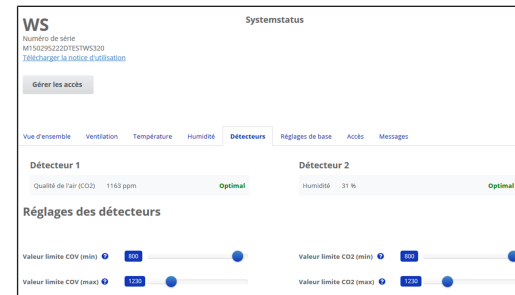 WS
Systemstatus
Numéro de série
M150295222DTESTWS320
Télécharger la notice d'utilisation
Gérer les accès
Vue d'ensemble Ventilation Température Humidité Détecteurs Réglages de base Accès Messages
Détecteur 1
Qualité de l'air (CO2) 1163 ppm Optimal
Détecteur 2
Humidité 31 % Optimal
Réglages des détecteurs
Valeur limite COV (min) ? 800
Valeur limite CO2 (min) ? 800
Valeur limite COV (max) ? 1230
Valeur limite CO2 (max) ? 1230